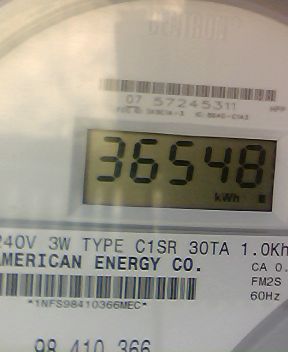 07 57245311
36548
kWh
240V 3W TYPE C1SR 30TA 1.0Kh
AMERICAN ENERGY CO.
CA 0.
FM2S
60Hz
*1NFS98410366MEC*
98 410 366